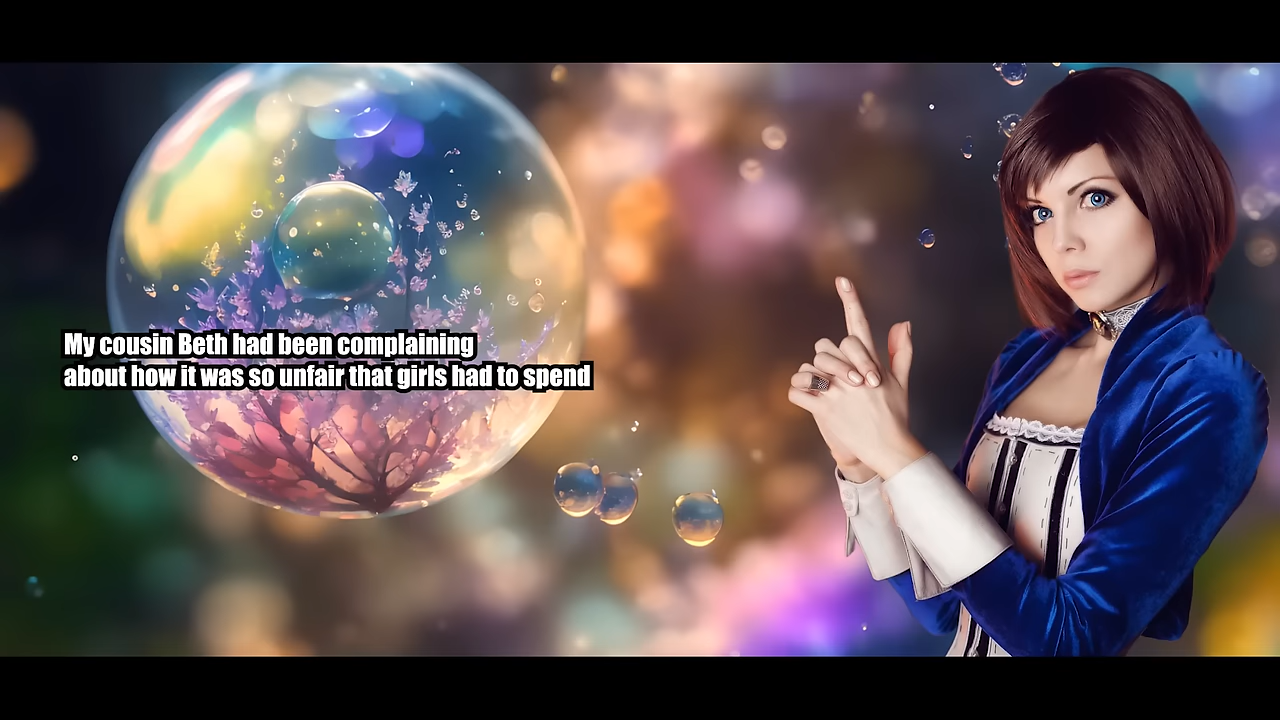 My cousin Beth had been complaining
about how it was so unfair that girls had to spend